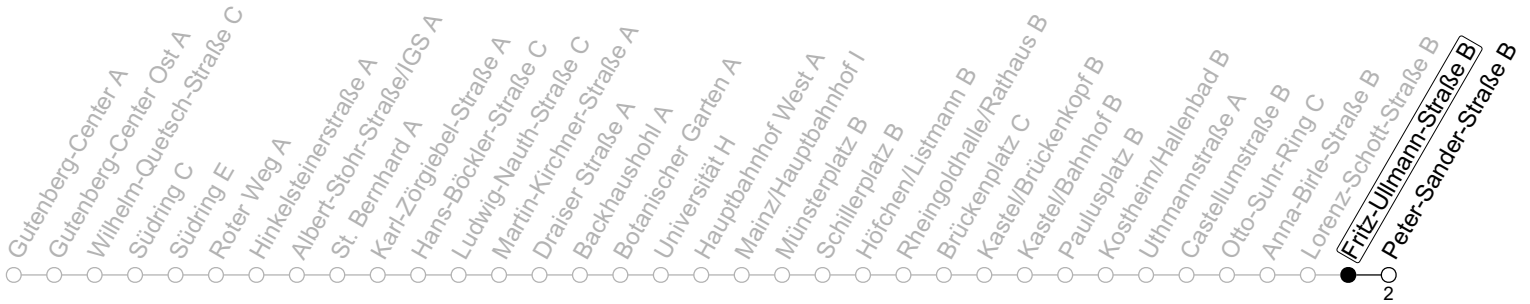 Gutenberg-Center A
Gutenberg-Center Ost A
Wilhelm-Quetsch-Straße C
Südring C
Südring E
Roter Weg A
Hinkelsteinerstraße A
Albert-Stohr-Straße/IGS A
St. Bernhard A
Karl-Zörgiebel-Straße A
Hans-Böckler-Straße C
Ludwig-Nauth-Straße C
Martin-Kirchner-Straße A
Draiser Straße A
Backhaushohl A
Botanischer Garten A
Universität H
Hauptbahnhof West A
Mainz/Hauptbahnhof I
Münsterplatz B
Schillerplatz B
Höfchen/Listmann B
Rheingoldhalle/Rathaus B
Brückenplatz C
Kastel/Brückenkopf B
Kastel/Bahnhof B
Paulusplatz B
Kostheim/Hallenbad B
Uthmannstraße A
Castellumstraße B
Otto-Suhr-Ring C
Anna-Birle-Straße B
Lorenz-Schott-Straße B
Fritz-Ullmann-Straße B
Peter-Sander-Straße B
2